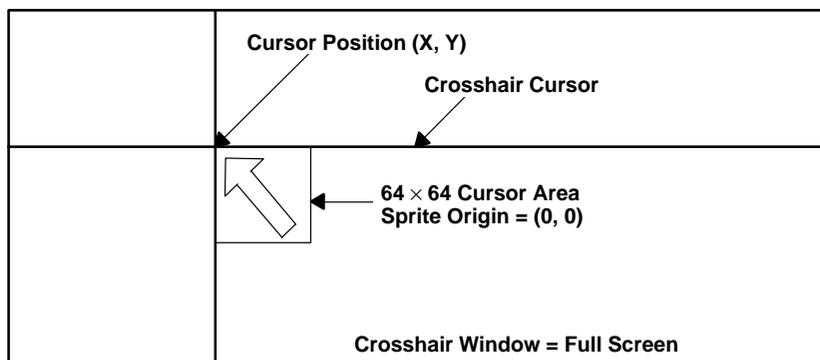 Cursor Position (X, Y)
Crosshair Cursor
64 × 64 Cursor Area
Sprite Origin = (0, 0)
Crosshair Window = Full Screen